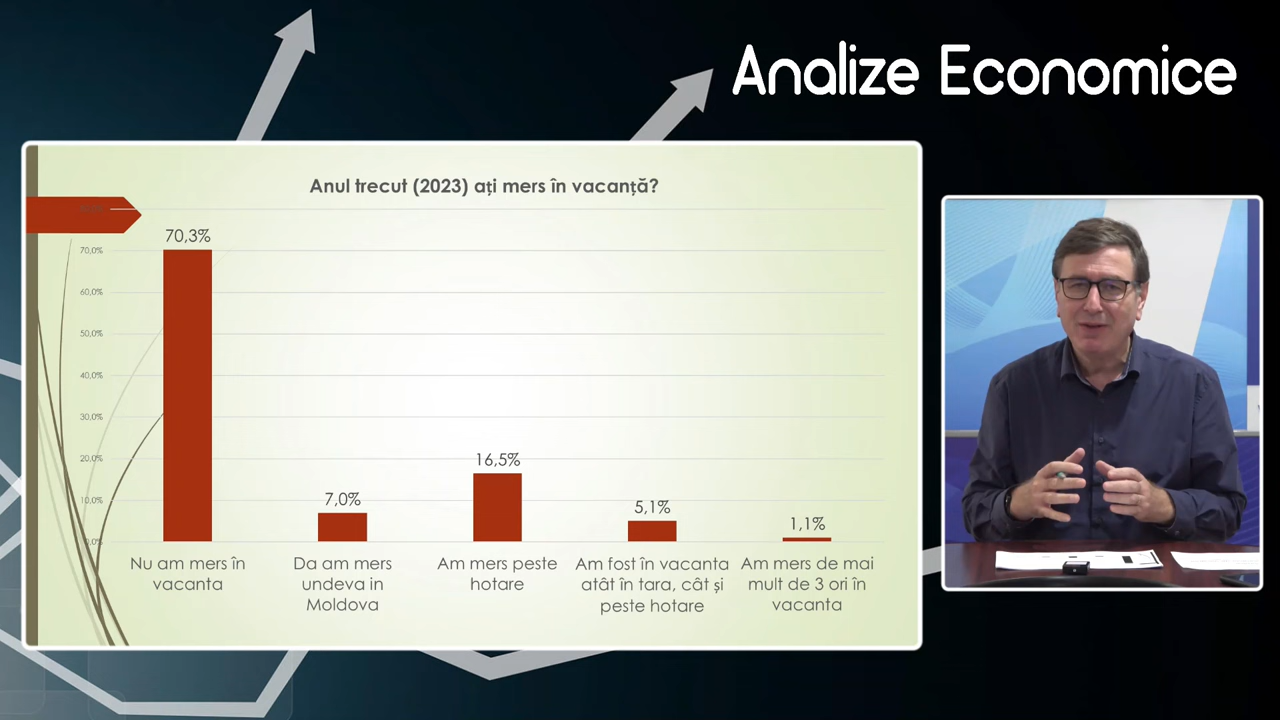 Analize Economice
Anul trecut (2023) ați mers în vacanță?
70,0%
60,0%
50,0%
40,0%
30,0%
20,0%
10,0%
0,0%
70,3%
7,0%
16,5%
5,1%
1,1%
Nu am mers în
vacanta
Da am mers
undeva in
Moldova
Am mers peste
hotare
Am fost în vacanta
atât în tara, cât și
peste hotare
Am mers de mai
mult de 3 ori în
vacanta